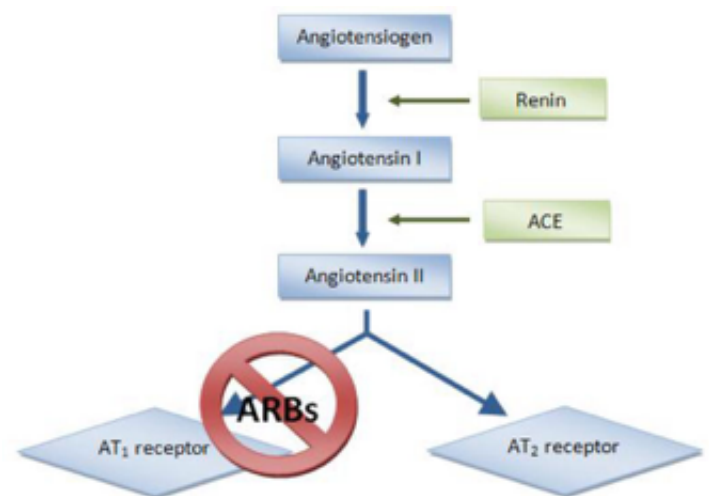 Angiotensiogen
Renin
Angiotensin I
ACE
Angiotensin II
ARBs
AT₁ receptor
AT₂ receptor